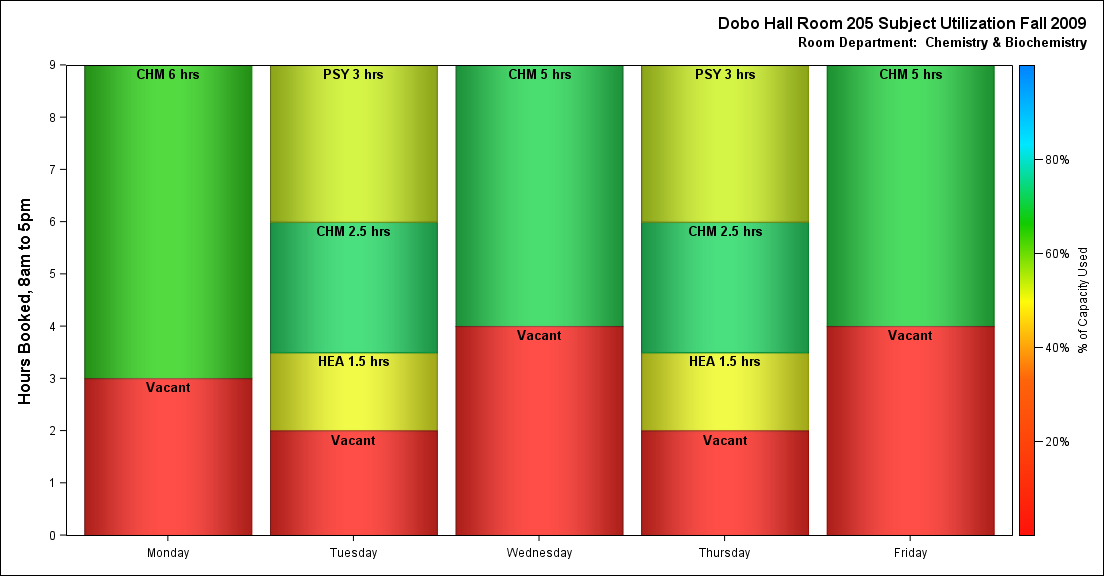 Dobo Hall Room 205 Subject Utilization Fall 2009
Room Department:  Chemistry & Biochemistry
Hours Booked, 8am to 5pm
9
8
7
6
5
4
3
2
1
0
CHM 6 hrs
Vacant
PSY 3 hrs
CHM 2.5 hrs
HEA 1.5 hrs
Vacant
CHM 5 hrs
Vacant
PSY 3 hrs
CHM 2.5 hrs
HEA 1.5 hrs
Vacant
CHM 5 hrs
Vacant
Monday
Tuesday
Wednesday
Thursday
Friday
80%
60%
40%
20%
% of Capacity Used